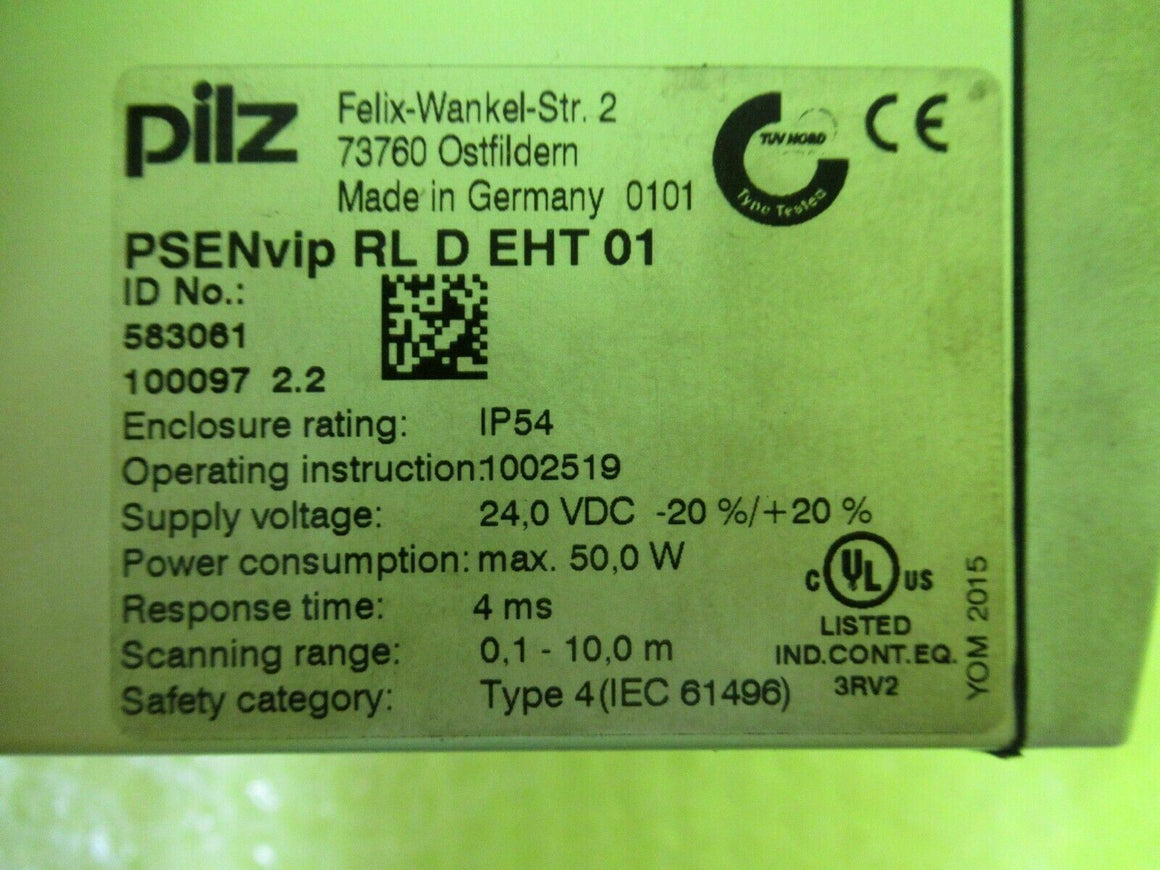 pilz
Felix-Wankel-Str. 2
73760 Ostfildern
Made in Germany 0101
TÜV NORD
Type Tested
CE
PSENvip RL D EHT 01
ID No.:
583061
100097 2.2
Enclosure rating: IP54
Operating instruction:1002519
Supply voltage: 24,0 VDC -20 %/+20 %
Power consumption: max. 50,0 W
Response time: 4 ms
Scanning range: 0,1 - 10,0 m
Safety category: Type 4(IEC 61496)
C UL US
LISTED
IND.CONT.EQ.
3RV2
YOM 2015